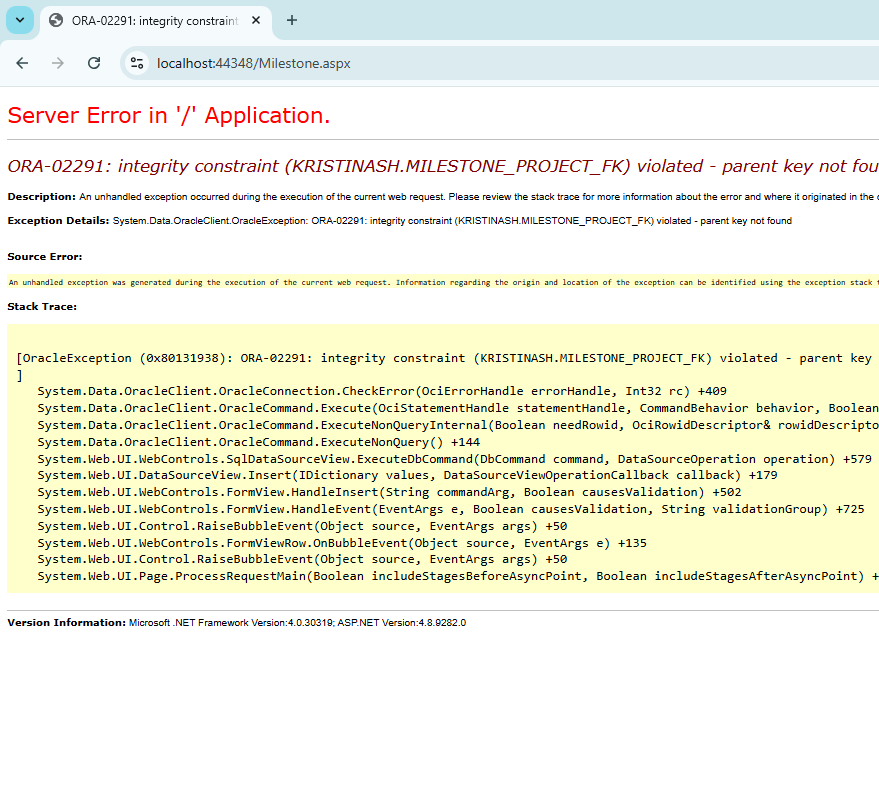 ORA-02291: integrity constraint
localhost:44348/Milestone.aspx
Server Error in '/' Application.
ORA-02291: integrity constraint (KRISTINASH.MILESTONE_PROJECT_FK) violated - parent key not fou
Description: An unhandled exception occurred during the execution of the current web request. Please review the stack trace for more information about the error and where it originated in the
Exception Details: System.Data.OracleClient.OracleException: ORA-02291: integrity constraint (KRISTINASH.MILESTONE_PROJECT_FK) violated - parent key not found
Source Error:
An unhandled exception was generated during the execution of the current web request. Information regarding the origin and location of the exception can be identified using the exception stack
Stack Trace:
[OracleException (0x80131938): ORA-02291: integrity constraint (KRISTINASH.MILESTONE_PROJECT_FK) violated - parent key
]
System.Data.OracleClient.OracleConnection.CheckError(OciErrorHandle errorHandle, Int32 rc) +409
System.Data.OracleClient.OracleCommand.Execute(OciStatementHandle statementHandle, CommandBehavior behavior, Boolean
System.Data.OracleClient.OracleCommand.ExecuteNonQueryInternal(Boolean needRowid, OciRowidDescriptor& rowidDescripto
System.Data.OracleClient.OracleCommand.ExecuteNonQuery() +144
System.Web.UI.WebControls.SqlDataSourceView.ExecuteDbCommand(DbCommand command, DataSourceOperation operation) +579
System.Web.UI.DataSourceView.Insert(IDictionary values, DataSourceViewOperationCallback callback) +179
System.Web.UI.WebControls.FormView.HandleInsert(String commandArg, Boolean causesValidation) +502
System.Web.UI.WebControls.FormView.HandleEvent(EventArgs e, Boolean causesValidation, String validationGroup) +725
System.Web.UI.Control.RaiseBubbleEvent(Object source, EventArgs args) +50
System.Web.UI.WebControls.FormViewRow.OnBubbleEvent(Object source, EventArgs e) +135
System.Web.UI.Control.RaiseBubbleEvent(Object source, EventArgs args) +50
System.Web.UI.Page.ProcessRequestMain(Boolean includeStagesBeforeAsyncPoint, Boolean includeStagesAfterAsyncPoint) +
Version Information: Microsoft .NET Framework Version:4.0.30319; ASP.NET Version:4.8.9282.0